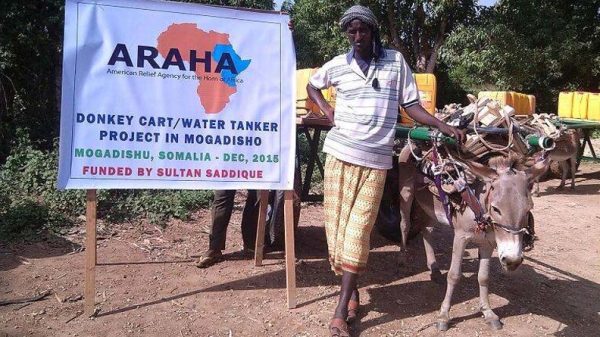 ARAHA
American Relief Agency for the Horn of Africa
DONKEY CART/WATER TANKER
PROJECT IN MOGADISHO
MOGADISHU, SOMALIA - DEC, 2015
FUNDED BY SULTAN SADDIQUE